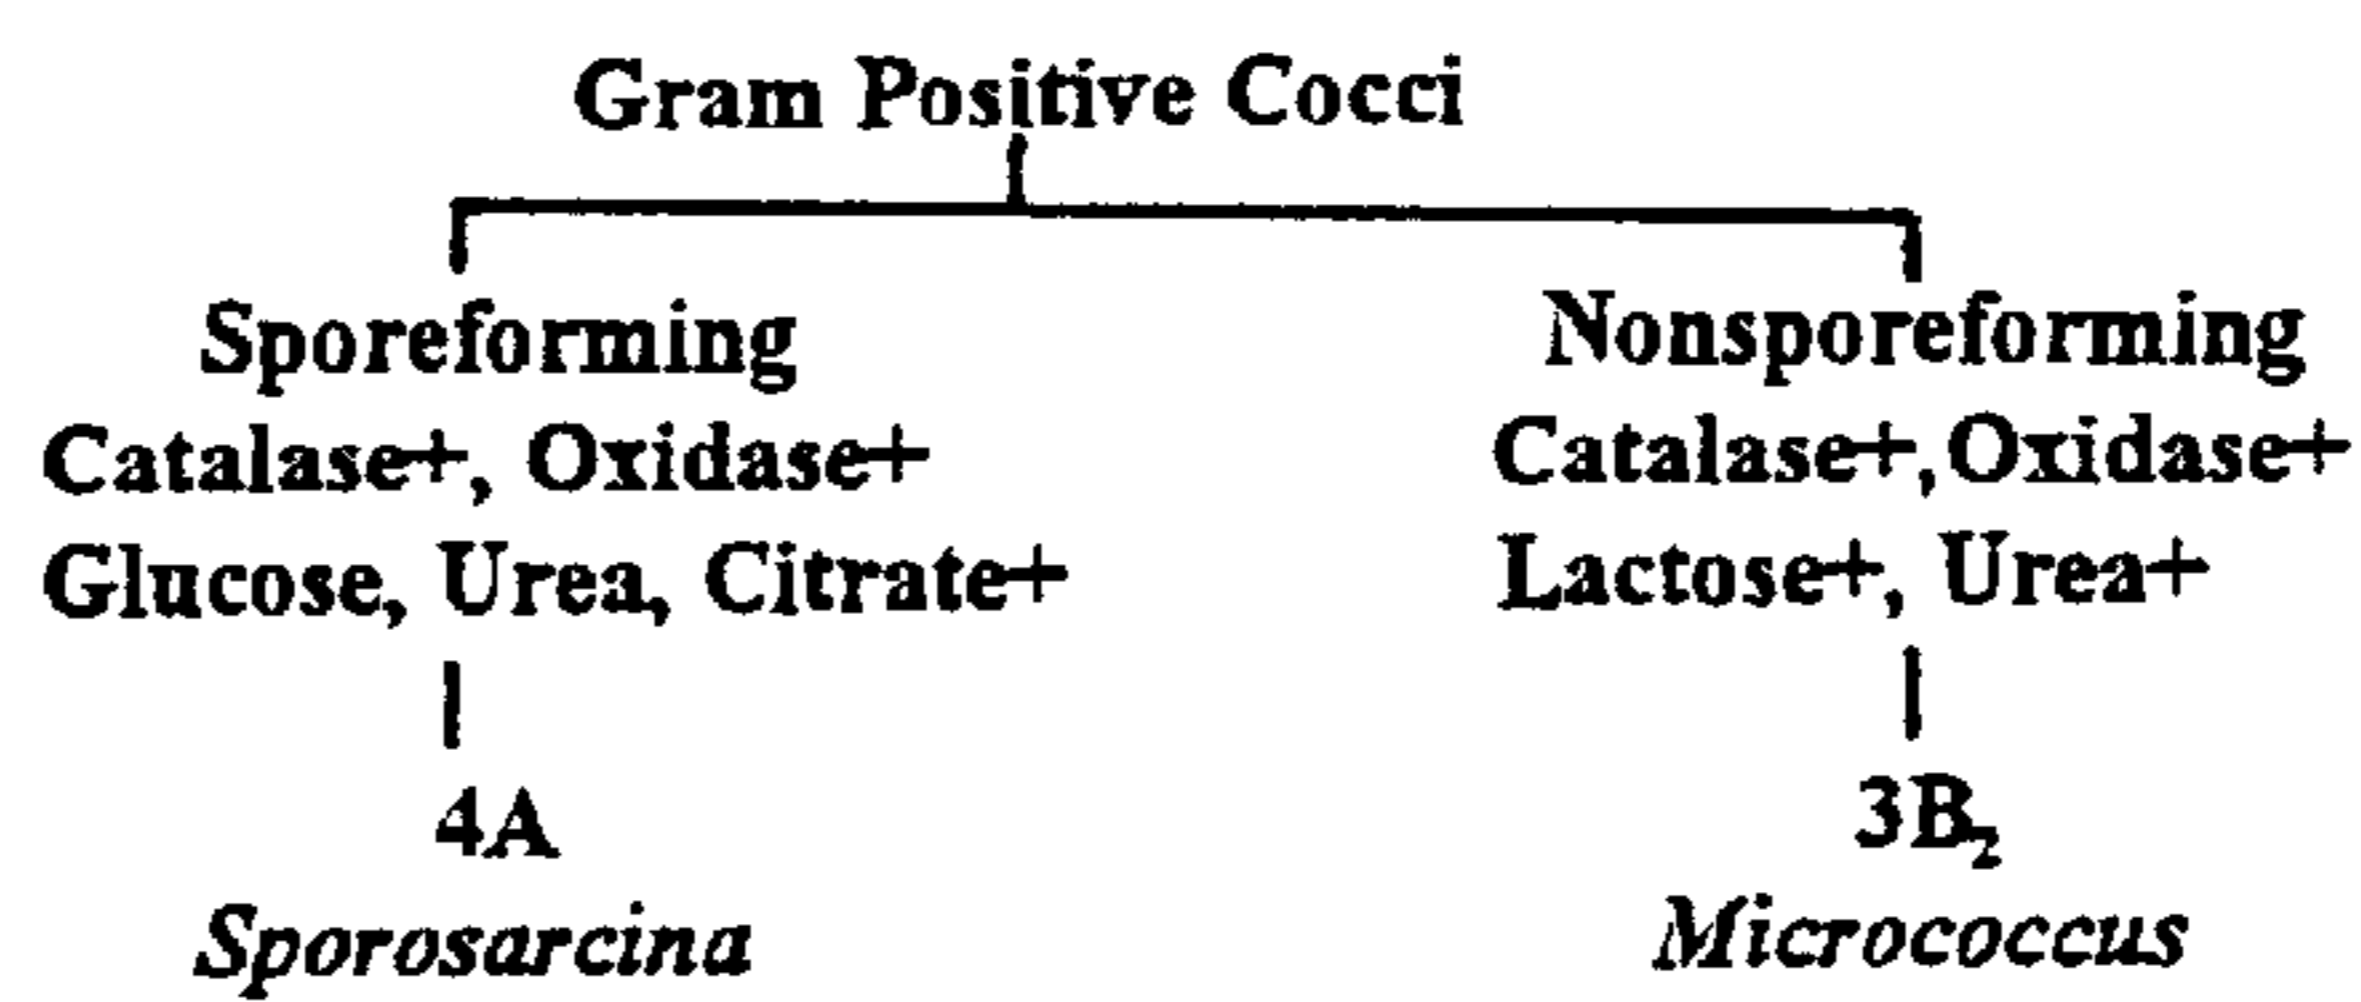 Gram Positive Cocci
Sporeforming
Catalase+, Oxidase+
Glucose, Urea, Citrate+
4A
Sporosarcina
Nonsporeforming
Catalase+,Oxidase+
Lactose+, Urea+
3B₂
Micrococcus